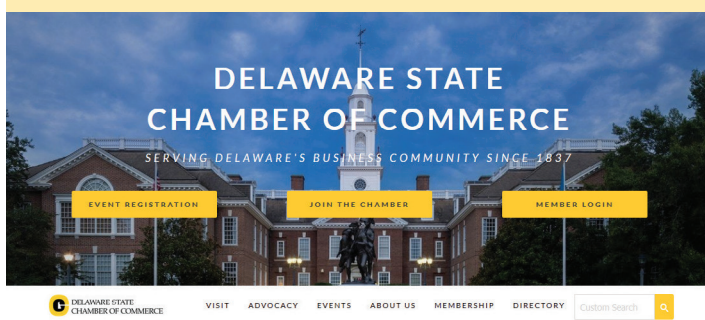 DELAWARE STATE
CHAMBER OF COMMERCE
SERVING DELAWARE'S BUSINESS COMMUNITY SINCE 1837
EVENT REGISTRATION
JOIN THE CHAMBER
MEMBER LOGIN
DELAWARE STATE
CHAMBER OF COMMERCE
VISIT ADVOCACY EVENTS ABOUT US MEMBERSHIP DIRECTORY Custom Search